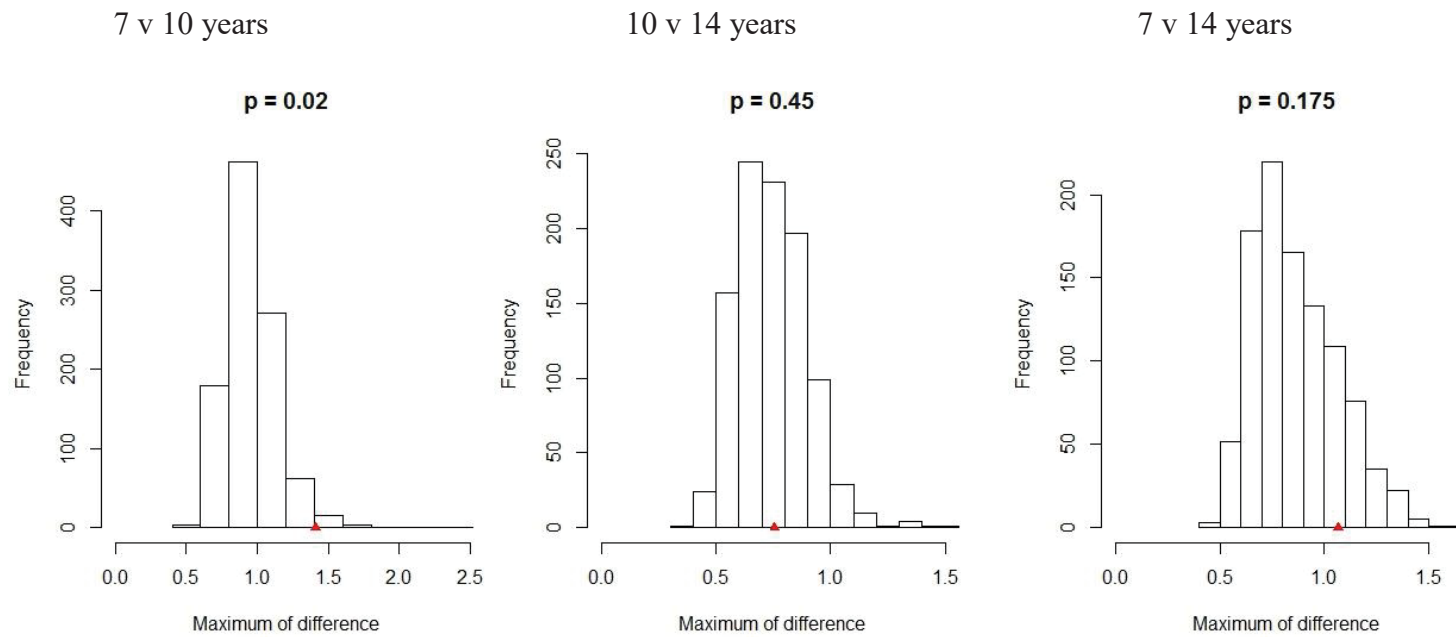 7 v 10 years
10 v 14 years
7 v 14 years
p = 0.02
p = 0.45
p = 0.175
Frequency
0 100 200 300 400
0.0 0.5 1.0 1.5 2.0 2.5
Maximum of difference
Frequency
0 50 100 150 200 250
0.0 0.5 1.0 1.5
Maximum of difference
Frequency
0 50 100 150 200
0.0 0.5 1.0 1.5
Maximum of difference